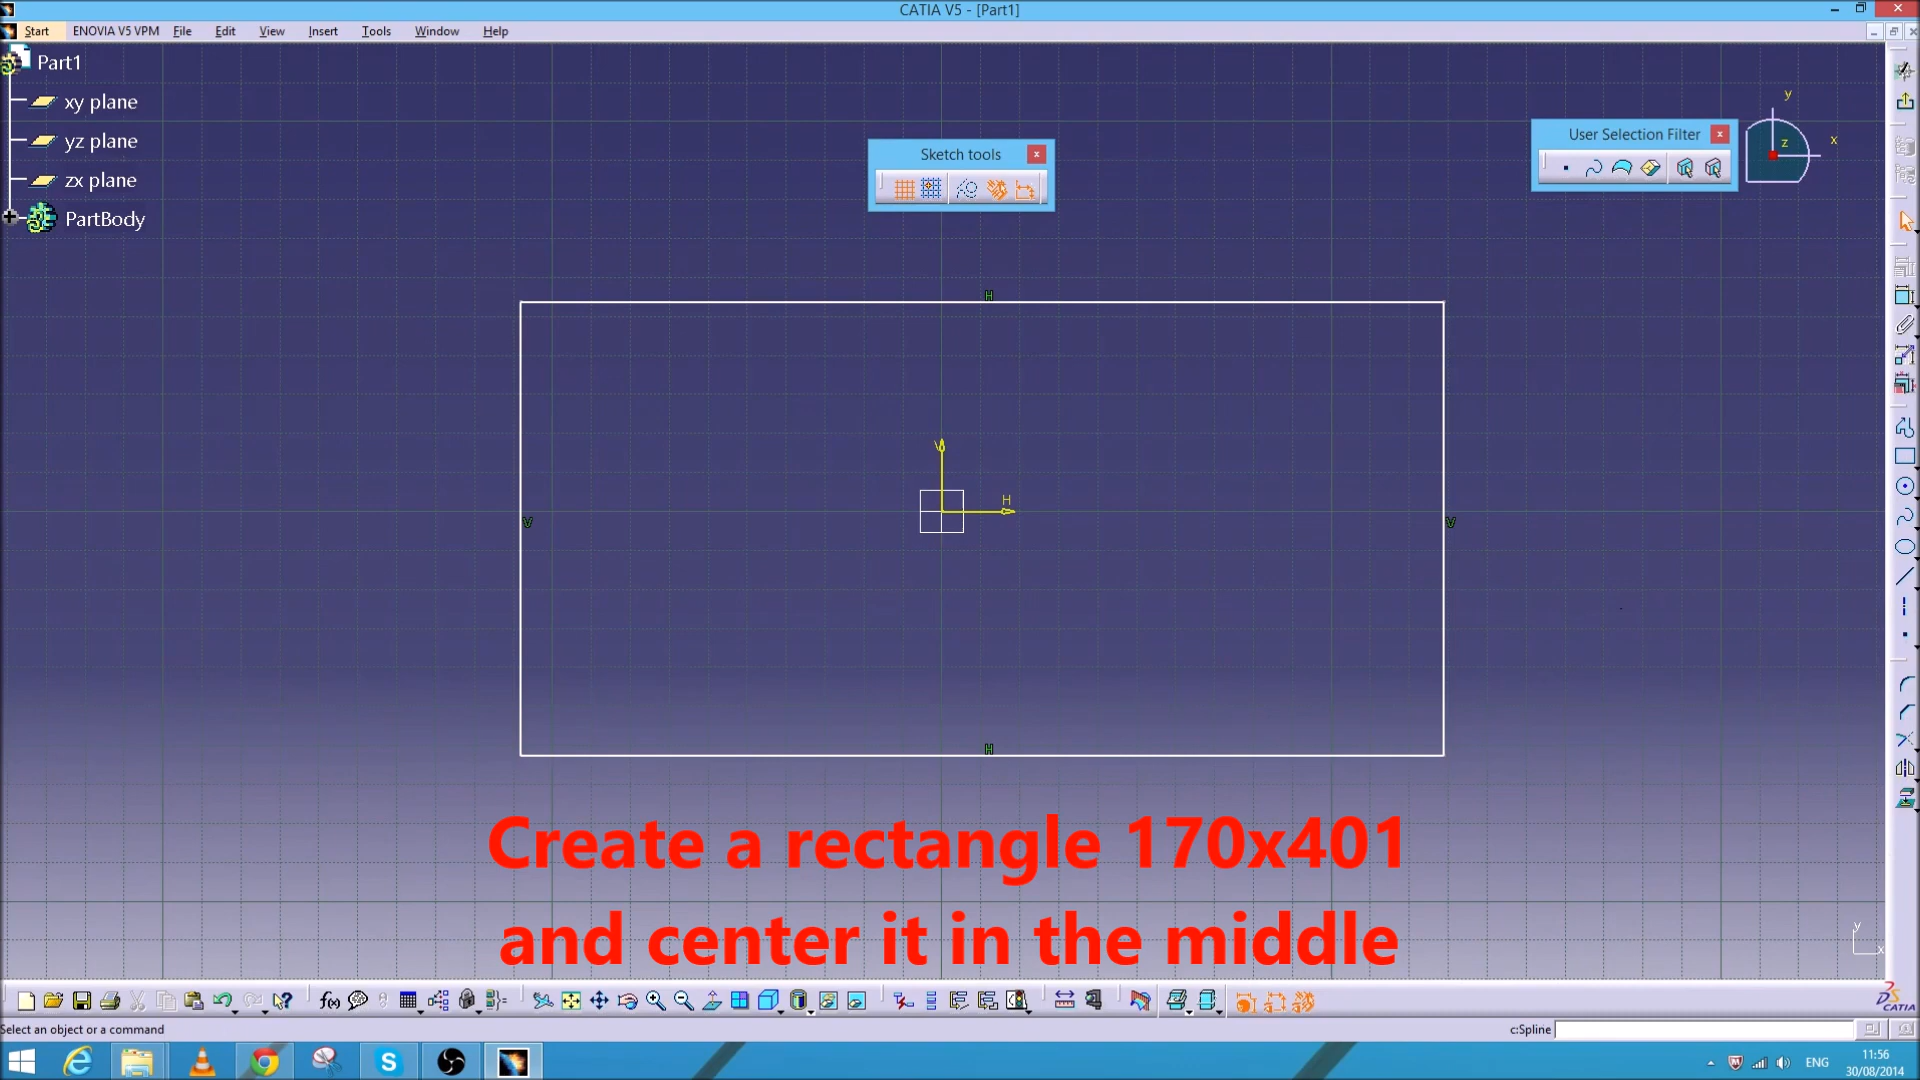 CATIA V5 - [Part1]
Start ENOVIA V5 VPM File Edit View Insert Tools Window Help
Part1
xy plane
yz plane
zx plane
PartBody
Sketch tools
User Selection Filter
y
x
z
H
V
H
V
V
H
Create a rectangle 170x401
and center it in the middle
y
x
f(x)
CATIA
Select an object or a command
c:Spline
ENG
11:56
30/08/2014